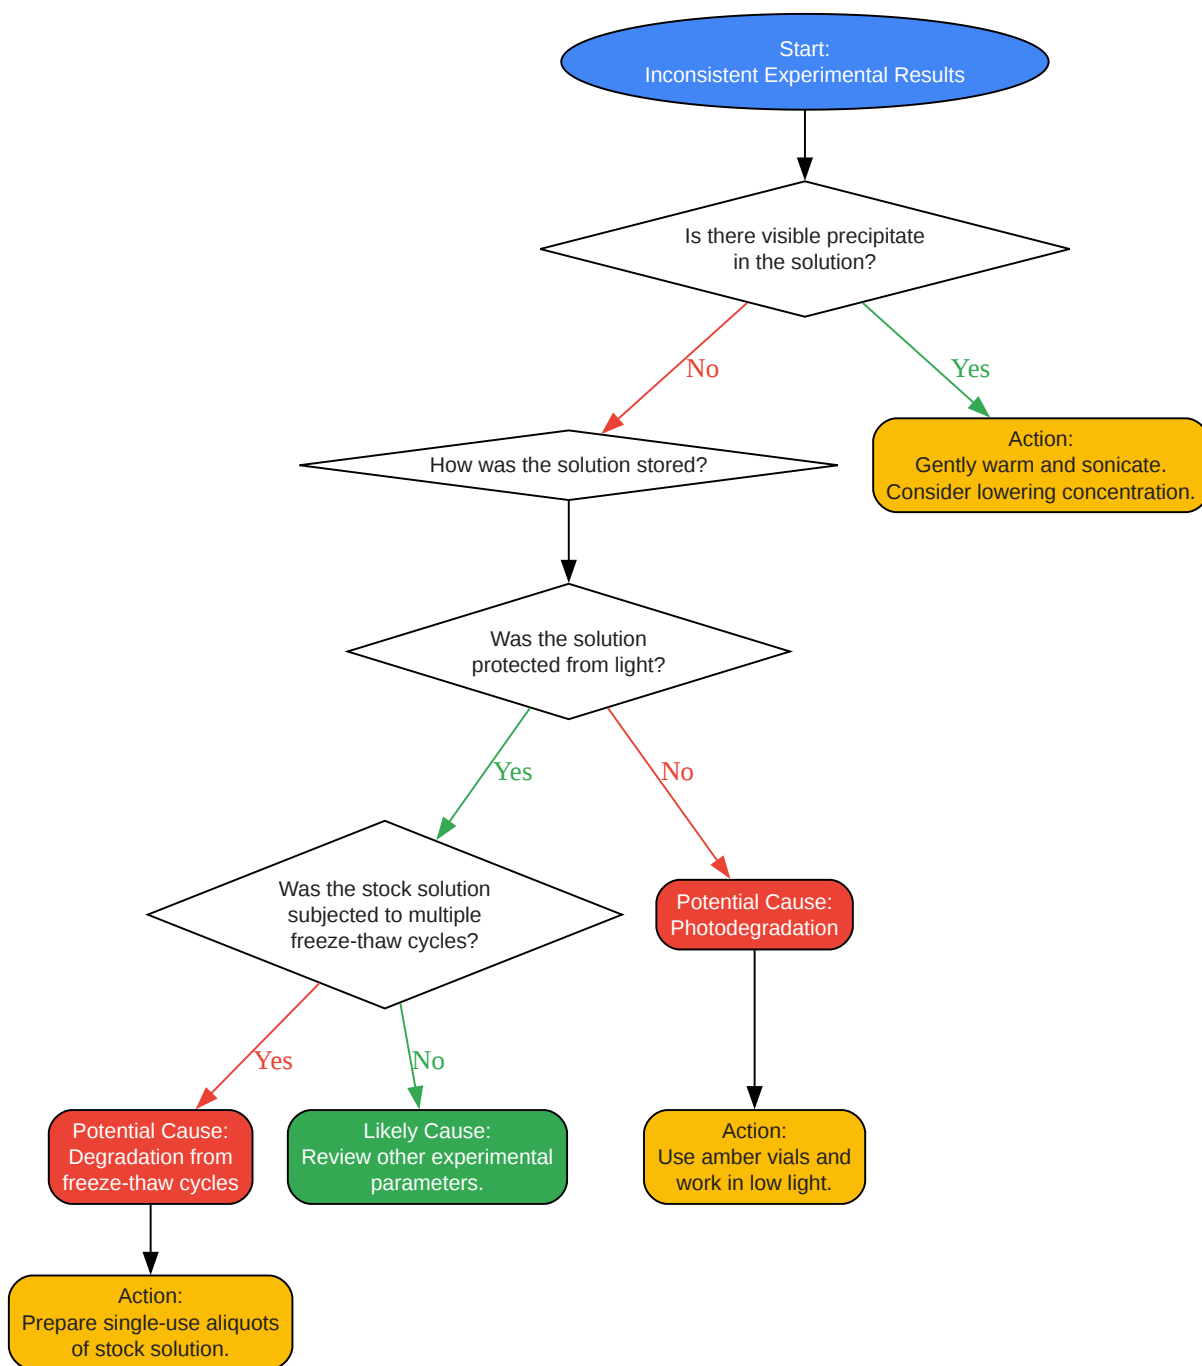 Start:
Inconsistent Experimental Results
Is there visible precipitate
in the solution?
No
Yes
How was the solution stored?
Action:
Gently warm and sonicate.
Consider lowering concentration.
Was the solution
protected from light?
Yes
No
Was the stock solution
subjected to multiple
freeze-thaw cycles?
Potential Cause:
Photodegradation
Yes
No
Potential Cause:
Degradation from
freeze-thaw cycles
Likely Cause:
Review other experimental
parameters.
Action:
Use amber vials and
work in low light.
Action:
Prepare single-use aliquots
of stock solution.